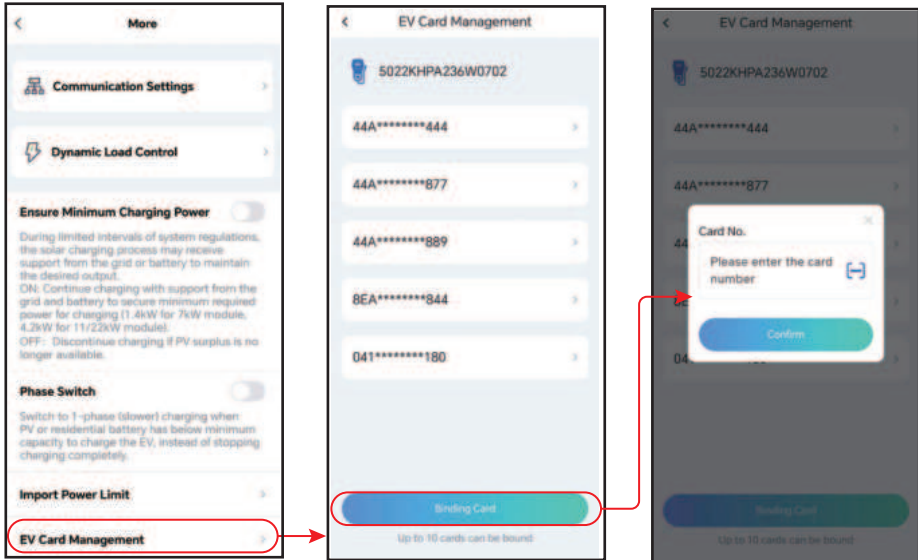 More
Communication Settings
Dynamic Load Control
Ensure Minimum Charging Power
During limited intervals of system regulations,
the solar charging process may receive
support from the grid or battery to maintain
the desired output.
ON: Continue charging with support from the
grid and battery to secure minimum required
power for charging (1.4kW for 7kW module,
4.2kW for 11/22kW module).
OFF: Discontinue charging if PV surplus is no
longer available.
Phase Switch
Switch to 1-phase (slower) charging when
PV or residential battery has below minimum
capacity to charge the EV, instead of stopping
charging completely.
Import Power Limit
EV Card Management
EV Card Management
5022KHPA236W0702
44A********444
44A********877
44A********889
8EA********844
041********180
Binding Card
Up to 10 cards can be bound
EV Card Management
5022KHPA236W0702
44A********444
44A********877
44
Card No.
Please enter the card
number
8E
Confirm
04
Binding Card
Up to 10 cards can be bound